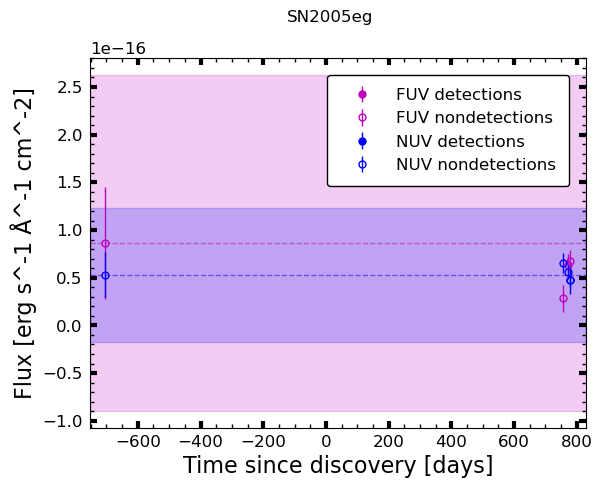 SN2005eg
1e−16
FUV detections
FUV nondetections
NUV detections
NUV nondetections
2.5
2.0
1.5
1.0
0.5
0.0
−0.5
−1.0
Flux [erg s^-1 Å^-1 cm^-2]
−600 −400 −200 0 200 400 600 800
Time since discovery [days]